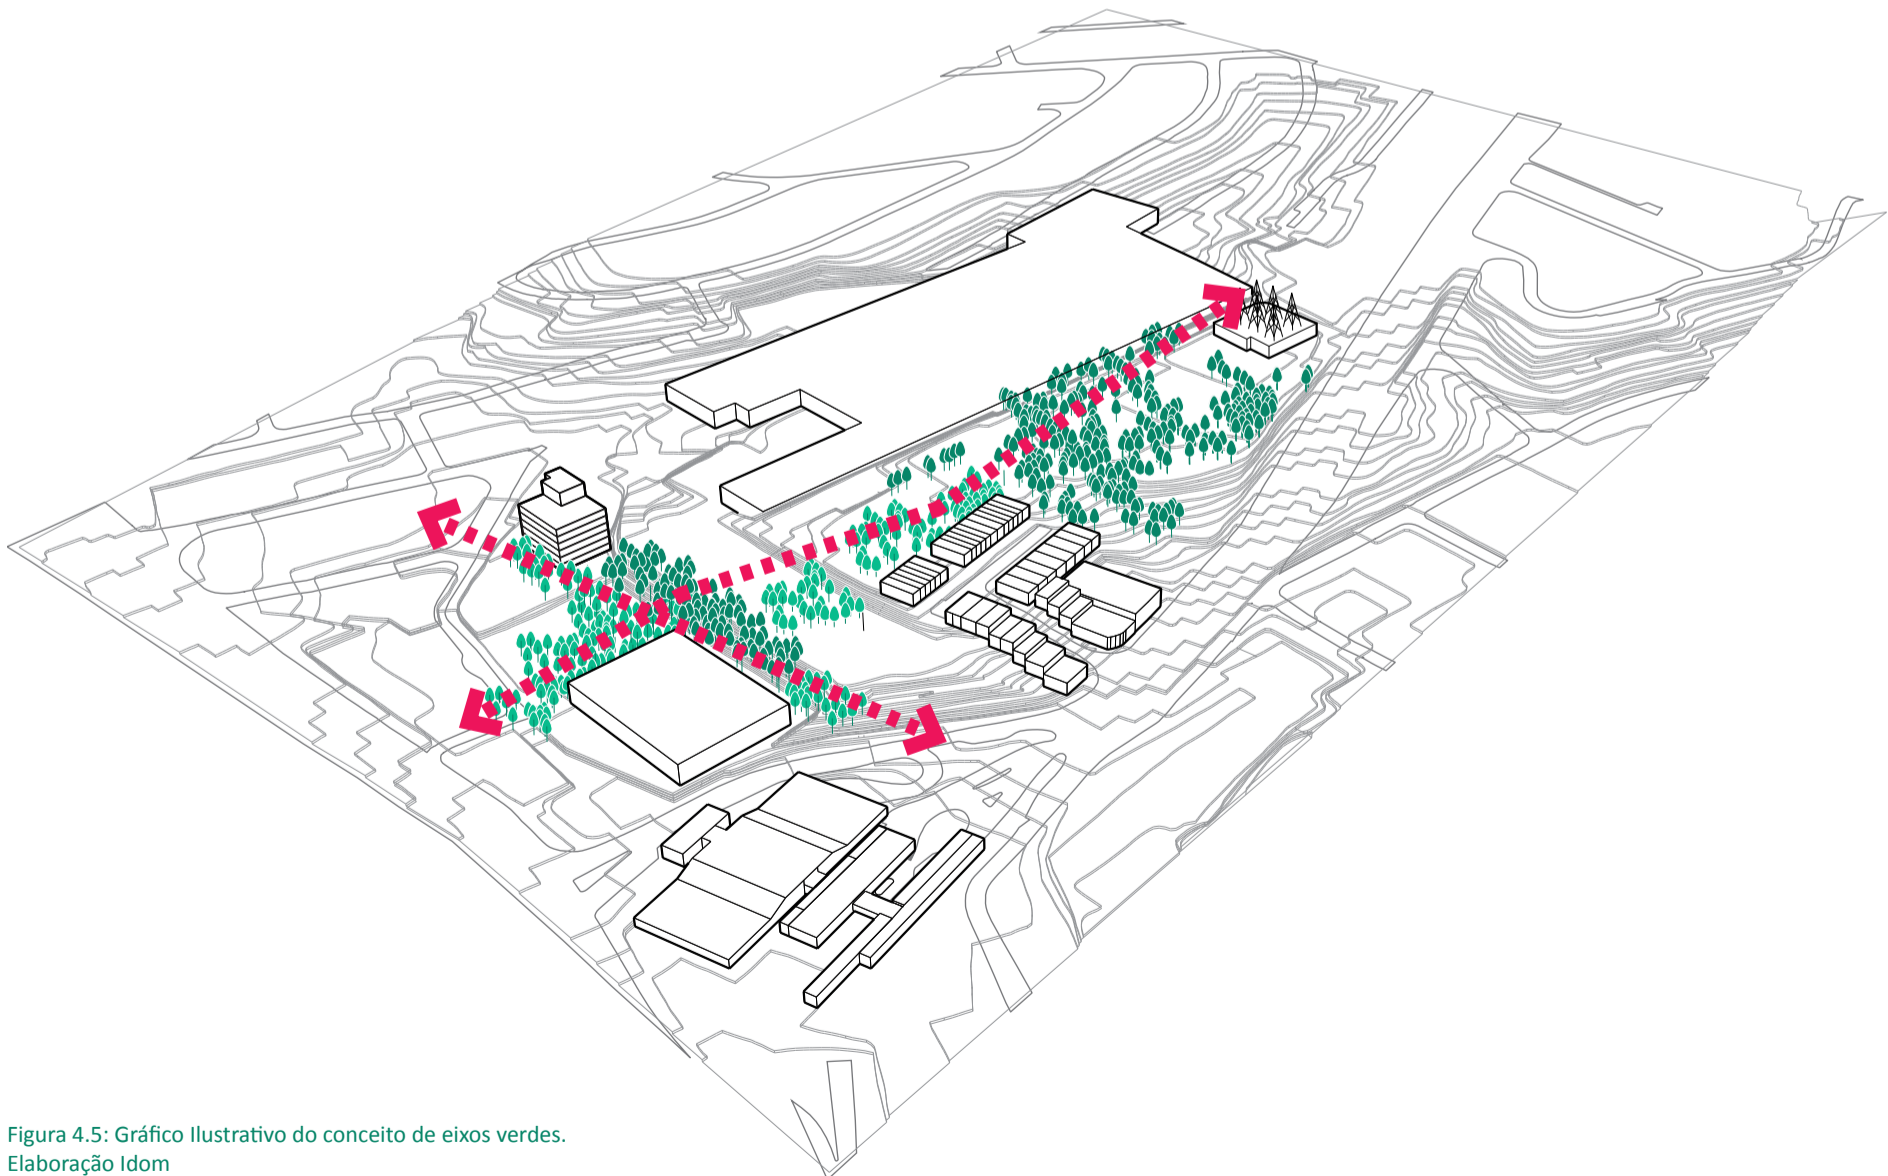 Figura 4.5: Gráfico Ilustrativo do conceito de eixos verdes.
Elaboração Idom